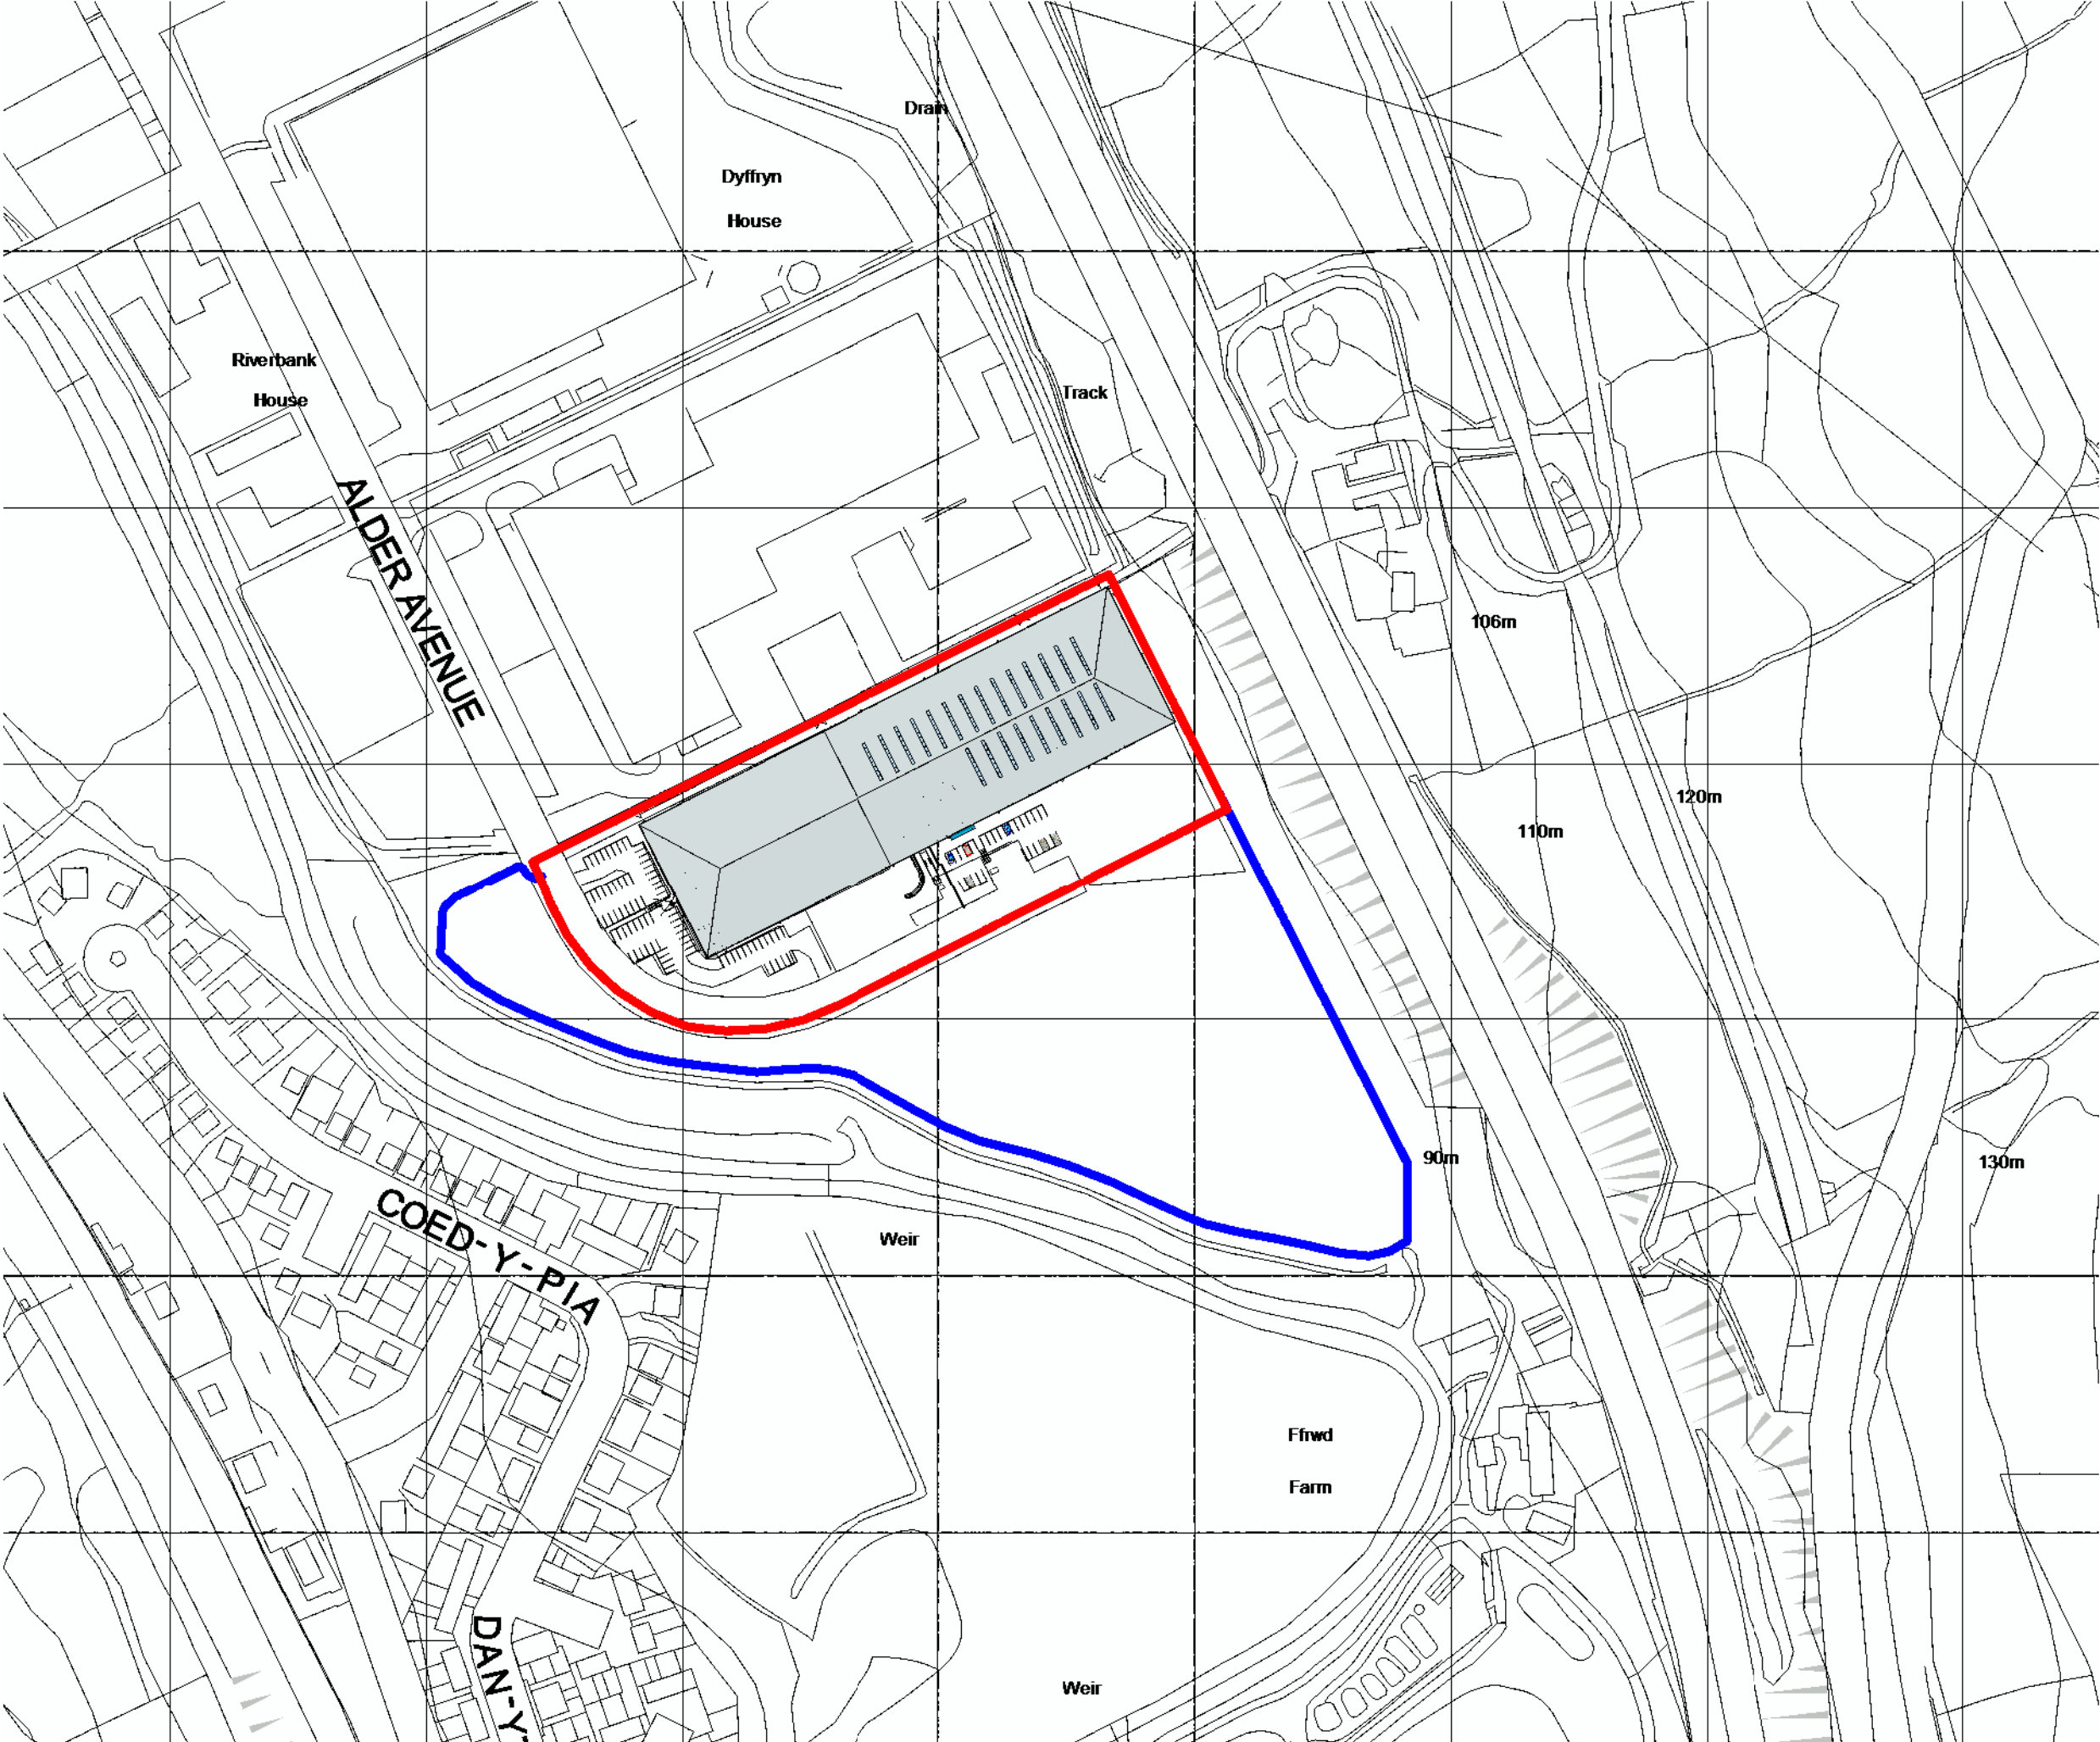 Drain
Dyffryn
House
Riverbank
House
Track
ALDER AVENUE
106m
120m
110m
90m
130m
COED-Y-PIA
Weir
Ffrwd
Farm
DAN-Y-
Weir